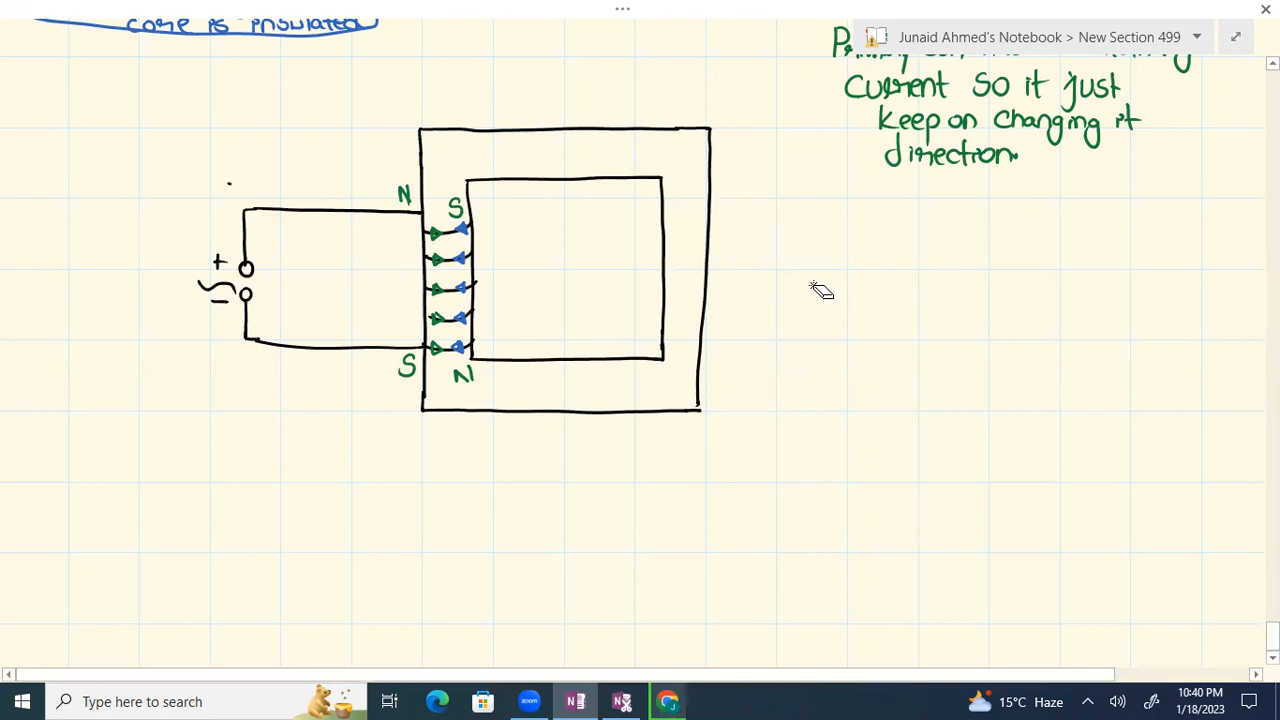 core is insulated
Junaid Ahmed's Notebook > New Section 499
Current So it just
keep on changing it
direction.
N
S
+
−
S
N
Type here to search
zoom
15°C Haze
10:40 PM
1/18/2023